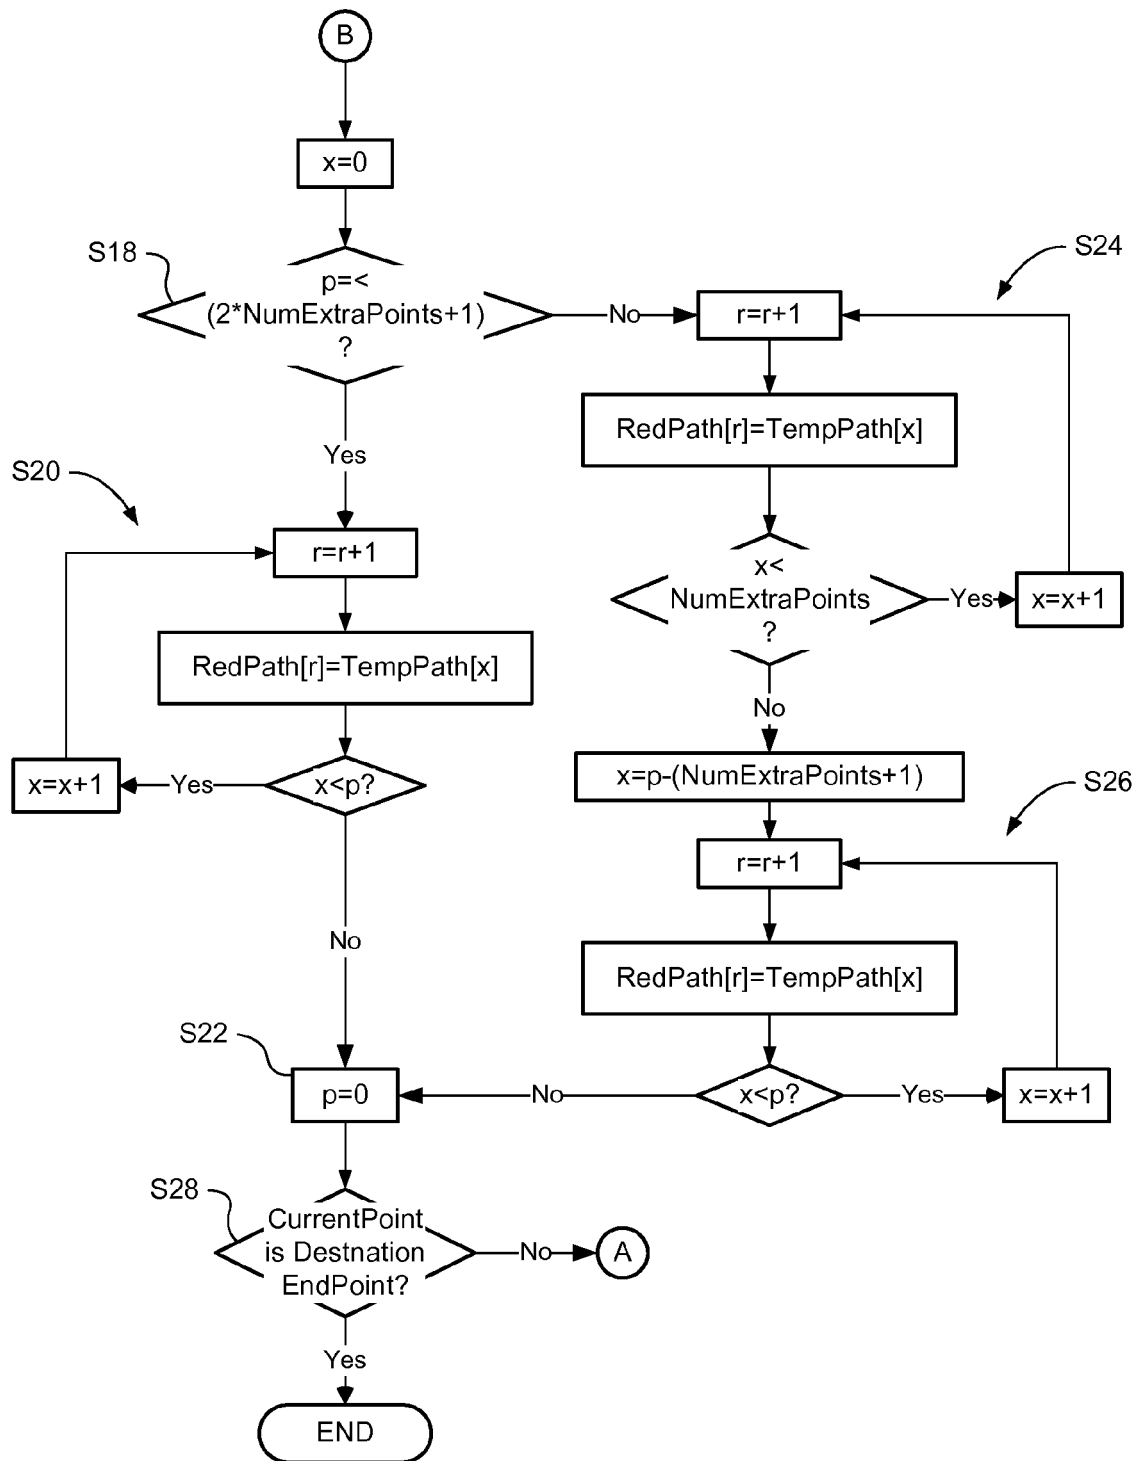 B
x=0
S18
p=<
(2*NumExtraPoints+1)
?
No
r=r+1
S24
RedPath[r]=TempPath[x]
Yes
S20
r=r+1
x<
NumExtraPoints
?
Yes
x=x+1
RedPath[r]=TempPath[x]
No
x=x+1
Yes
x<p?
x=p-(NumExtraPoints+1)
S26
r=r+1
No
RedPath[r]=TempPath[x]
S22
p=0
No
x<p?
Yes
x=x+1
S28
CurrentPoint
is Destnation
EndPoint?
No
A
Yes
END